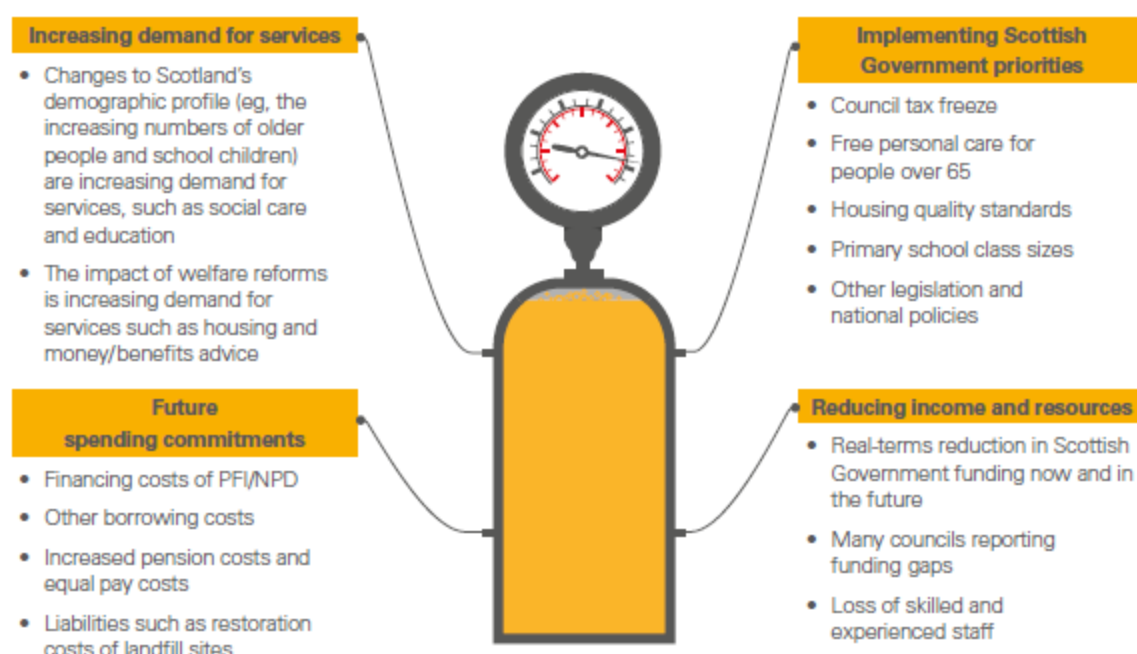 Increasing demand for services
• Changes to Scotland's
demographic profile (eg, the
increasing numbers of older
people and school children)
are increasing demand for
services, such as social care
and education
• The impact of welfare reforms
is increasing demand for
services such as housing and
money/benefits advice
Future
spending commitments
• Financing costs of PFI/NPD
• Other borrowing costs
• Increased pension costs and
equal pay costs
• Liabilities such as restoration
costs of landfill sites
Implementing Scottish
Government priorities
• Council tax freeze
• Free personal care for
people over 65
• Housing quality standards
• Primary school class sizes
• Other legislation and
national policies
Reducing income and resources
• Real-terms reduction in Scottish
Government funding now and in
the future
• Many councils reporting
funding gaps
• Loss of skilled and
experienced staff